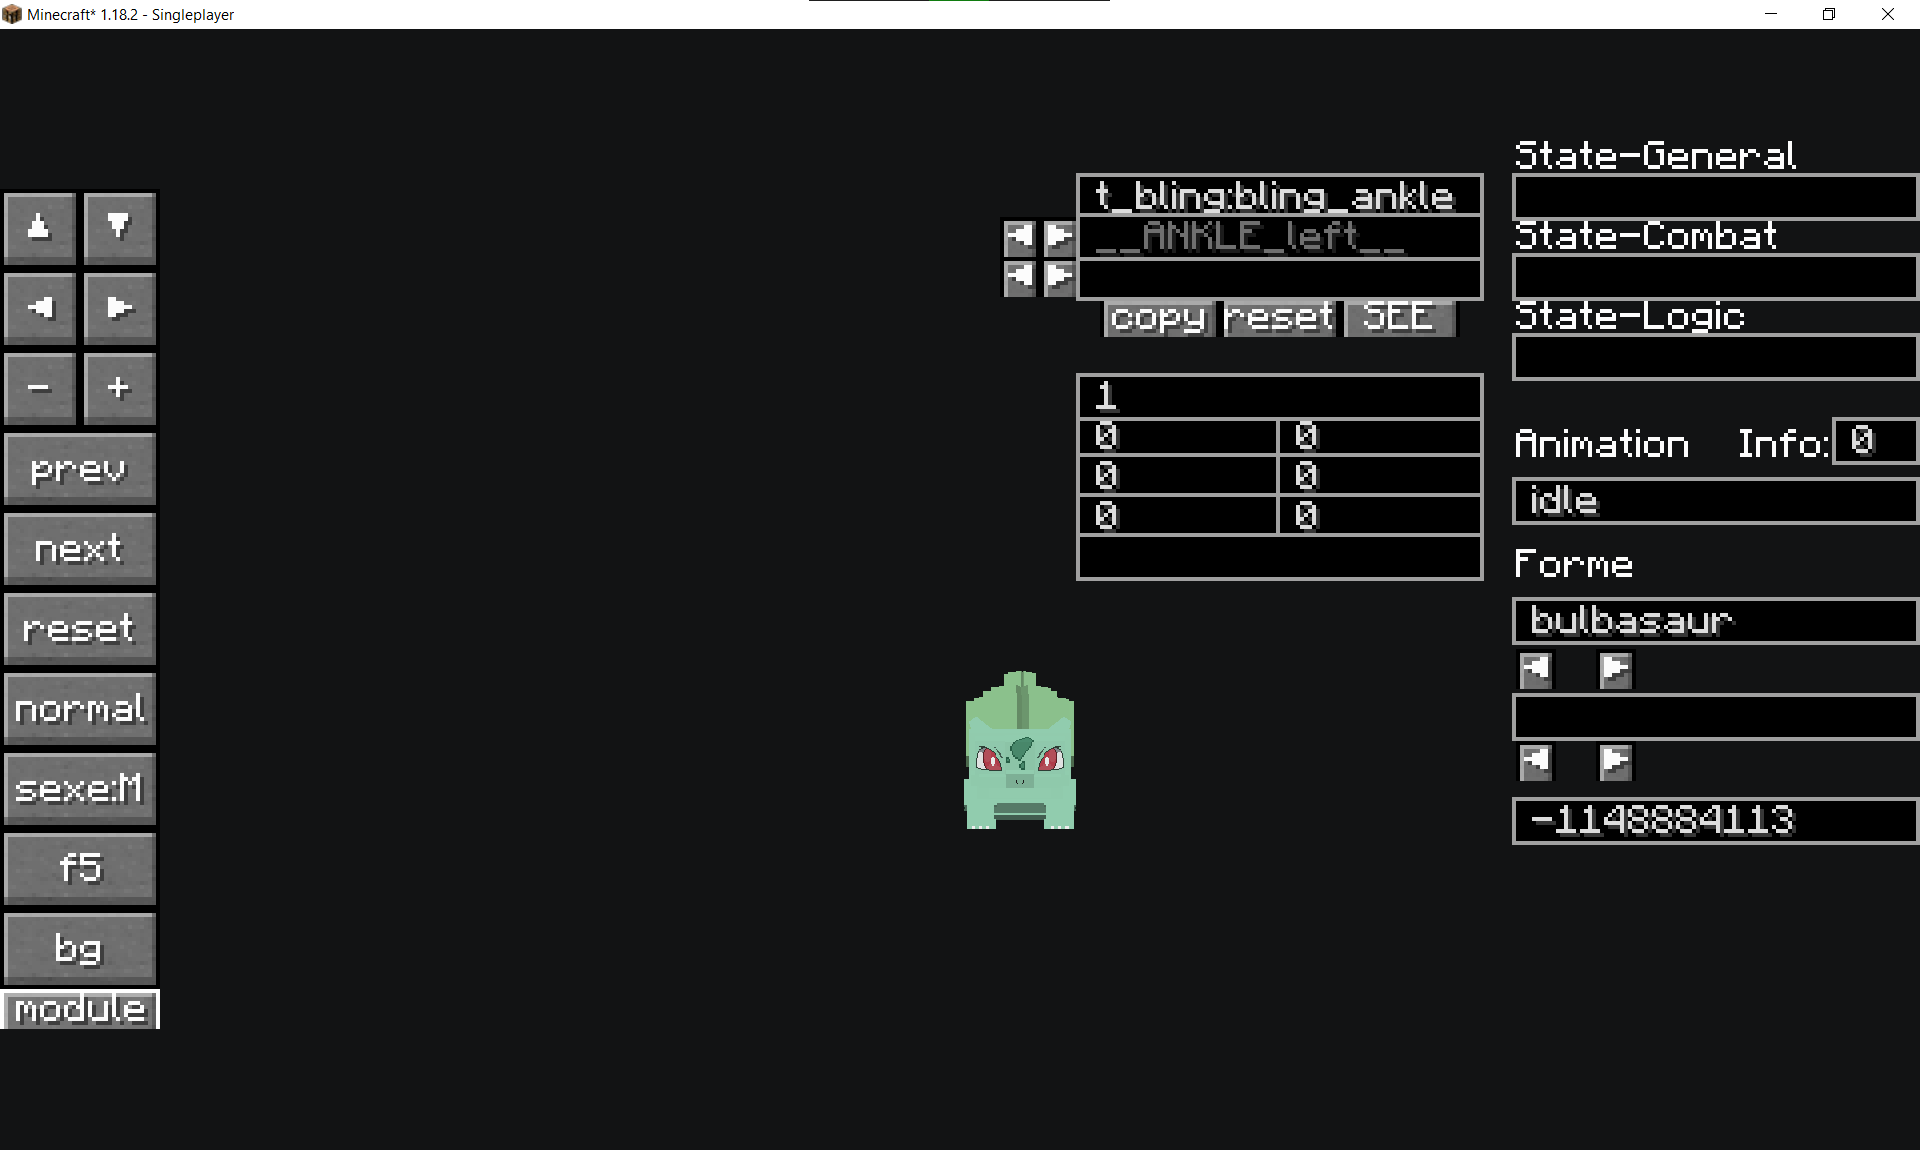 Minecraft* 1.18.2 - Singleplayer
prev
next
reset
normal
sexe:M
f5
bg
module
t_bling:bling_ankle
__ANKLE_left__
copy reset SEE
1
0 0
0 0
0 0
State-General
State-Combat
State-Logic
Animation Info: 0
idle
Forme
bulbasaur
-1148884113